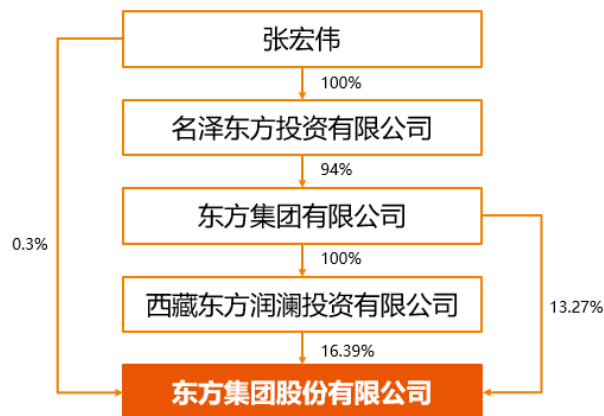 张宏伟
100%
名泽东方投资有限公司
94%
东方集团有限公司
0.3%
100%
西藏东方润澜投资有限公司
13.27%
16.39%
东方集团股份有限公司